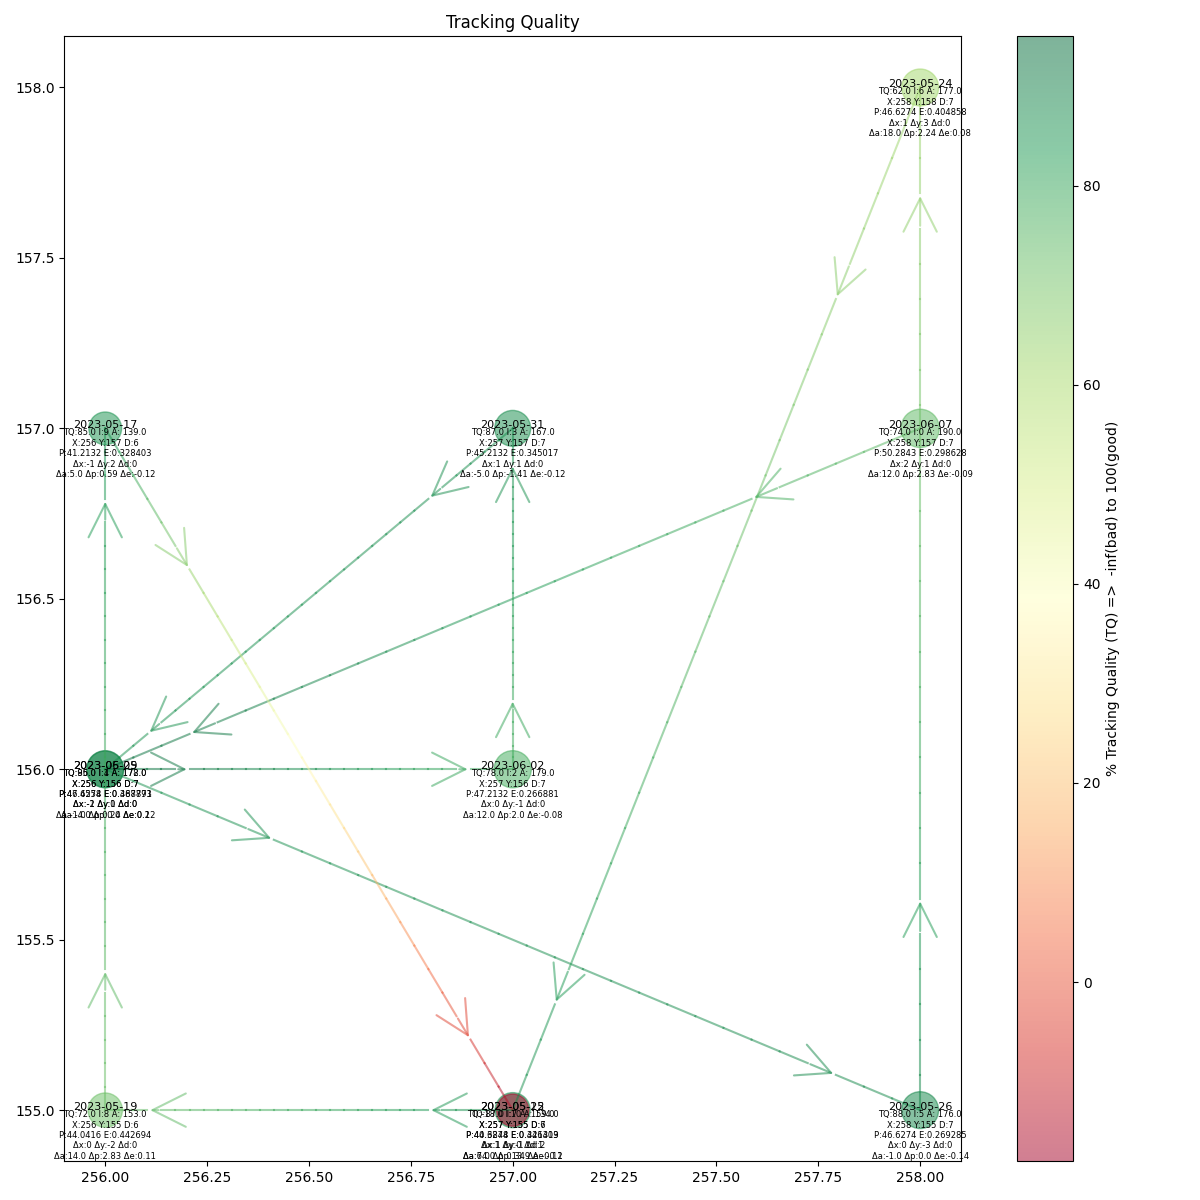 Tracking Quality
158.0
157.5
157.0
156.5
156.0
155.5
155.0
256.00
256.25
256.50
256.75
257.00
257.25
257.50
257.75
258.00
2023-05-24
TQ:62.0 I:6 A: 177.0
X:258 Y:158 D:7
P:46.6274 E:0.404858
Δx:1 Δy:3 Δd:0
Δa:18.0 Δp:2.24 Δe:0.08
2023-05-17
TQ:85.0 I:9 A: 139.0
X:256 Y:157 D:6
P:41.2132 E:0.328403
Δx:-1 Δy:2 Δd:0
Δa:5.0 Δp:0.59 Δe:-0.12
2023-05-31
TQ:87.0 I:3 A: 167.0
X:257 Y:157 D:7
P:45.2132 E:0.345017
Δx:1 Δy:1 Δd:0
Δa:-5.0 Δp:-1.41 Δe:-0.12
2023-06-07
TQ:74.0 I:0 A: 190.0
X:258 Y:157 D:7
P:50.2843 E:0.298628
Δx:2 Δy:1 Δd:0
Δa:12.0 Δp:2.83 Δe:-0.09
X:256 Y:156 D:7
2023-06-02
TQ:78.0 I:2 A: 179.0
X:257 Y:156 D:7
P:47.2132 E:0.266881
Δx:0 Δy:-1 Δd:0
Δa:12.0 Δp:2.0 Δe:-0.08
2023-05-19
TQ:72.0 I:8 A: 153.0
X:256 Y:155 D:6
P:44.0416 E:0.442694
Δx:0 Δy:-2 Δd:0
Δa:14.0 Δp:2.83 Δe:0.11
X:257 Y:155
2023-05-26
TQ:88.0 I:5 A: 176.0
X:258 Y:155 D:7
P:46.6274 E:0.269285
Δx:0 Δy:-3 Δd:0
Δa:-1.0 Δp:0.0 Δe:-0.14
80
60
40
20
0
% Tracking Quality (TQ) => -inf(bad) to 100(good)